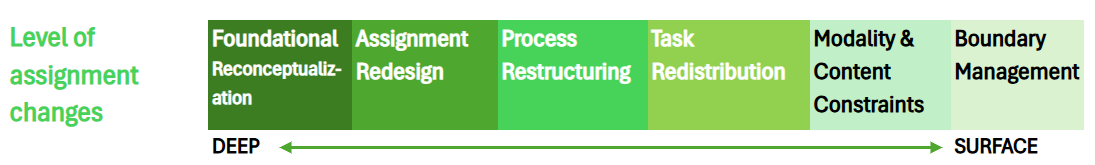 Level of
assignment
changes
Foundational
Reconceptualiz-
ation
Assignment
Redesign
Process
Restructuring
Task
Redistribution
Modality &
Content
Constraints
Boundary
Management
DEEP
SURFACE